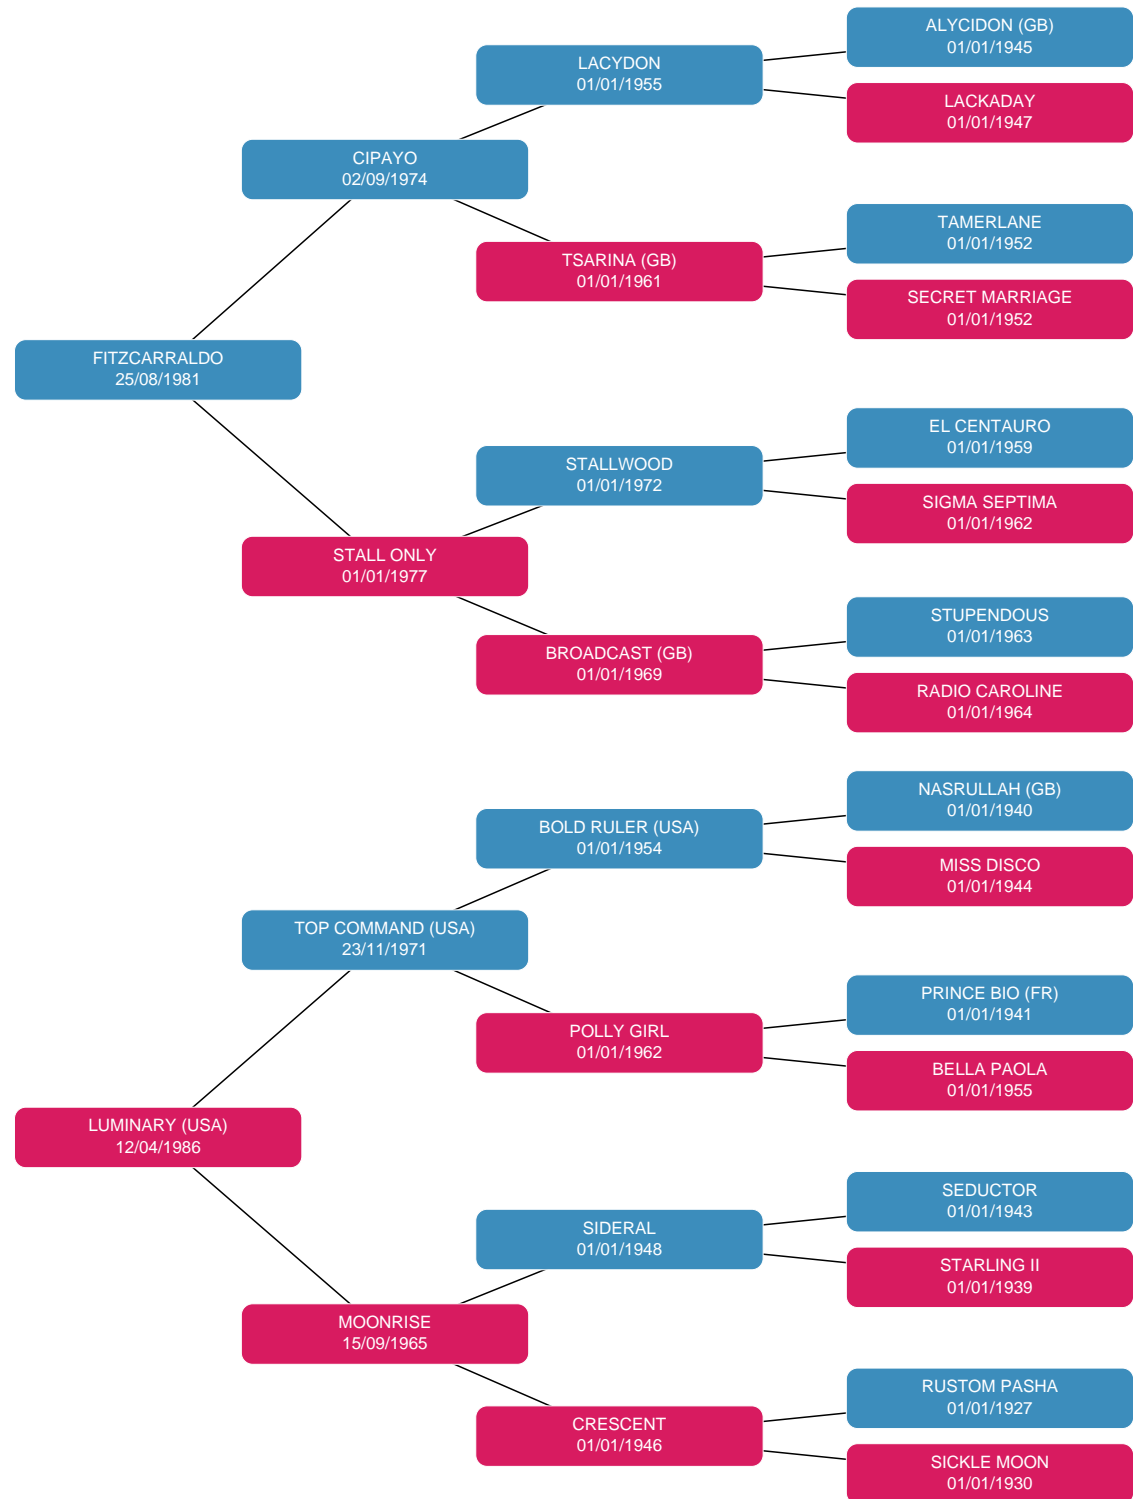 ALYCIDON (GB)
01/01/1945
LACYDON
01/01/1955
LACKADAY
01/01/1947
CIPAYO
02/09/1974
TAMERLANE
01/01/1952
TSARINA (GB)
01/01/1961
SECRET MARRIAGE
01/01/1952
FITZCARRALDO
25/08/1981
EL CENTAURO
01/01/1959
STALLWOOD
01/01/1972
SIGMA SEPTIMA
01/01/1962
STALL ONLY
01/01/1977
STUPENDOUS
01/01/1963
BROADCAST (GB)
01/01/1969
RADIO CAROLINE
01/01/1964
NASRULLAH (GB)
01/01/1940
BOLD RULER (USA)
01/01/1954
MISS DISCO
01/01/1944
TOP COMMAND (USA)
23/11/1971
PRINCE BIO (FR)
01/01/1941
POLLY GIRL
01/01/1962
BELLA PAOLA
01/01/1955
LUMINARY (USA)
12/04/1986
SEDUCTOR
01/01/1943
SIDERAL
01/01/1948
STARLING II
01/01/1939
MOONRISE
15/09/1965
RUSTOM PASHA
01/01/1927
CRESCENT
01/01/1946
SICKLE MOON
01/01/1930